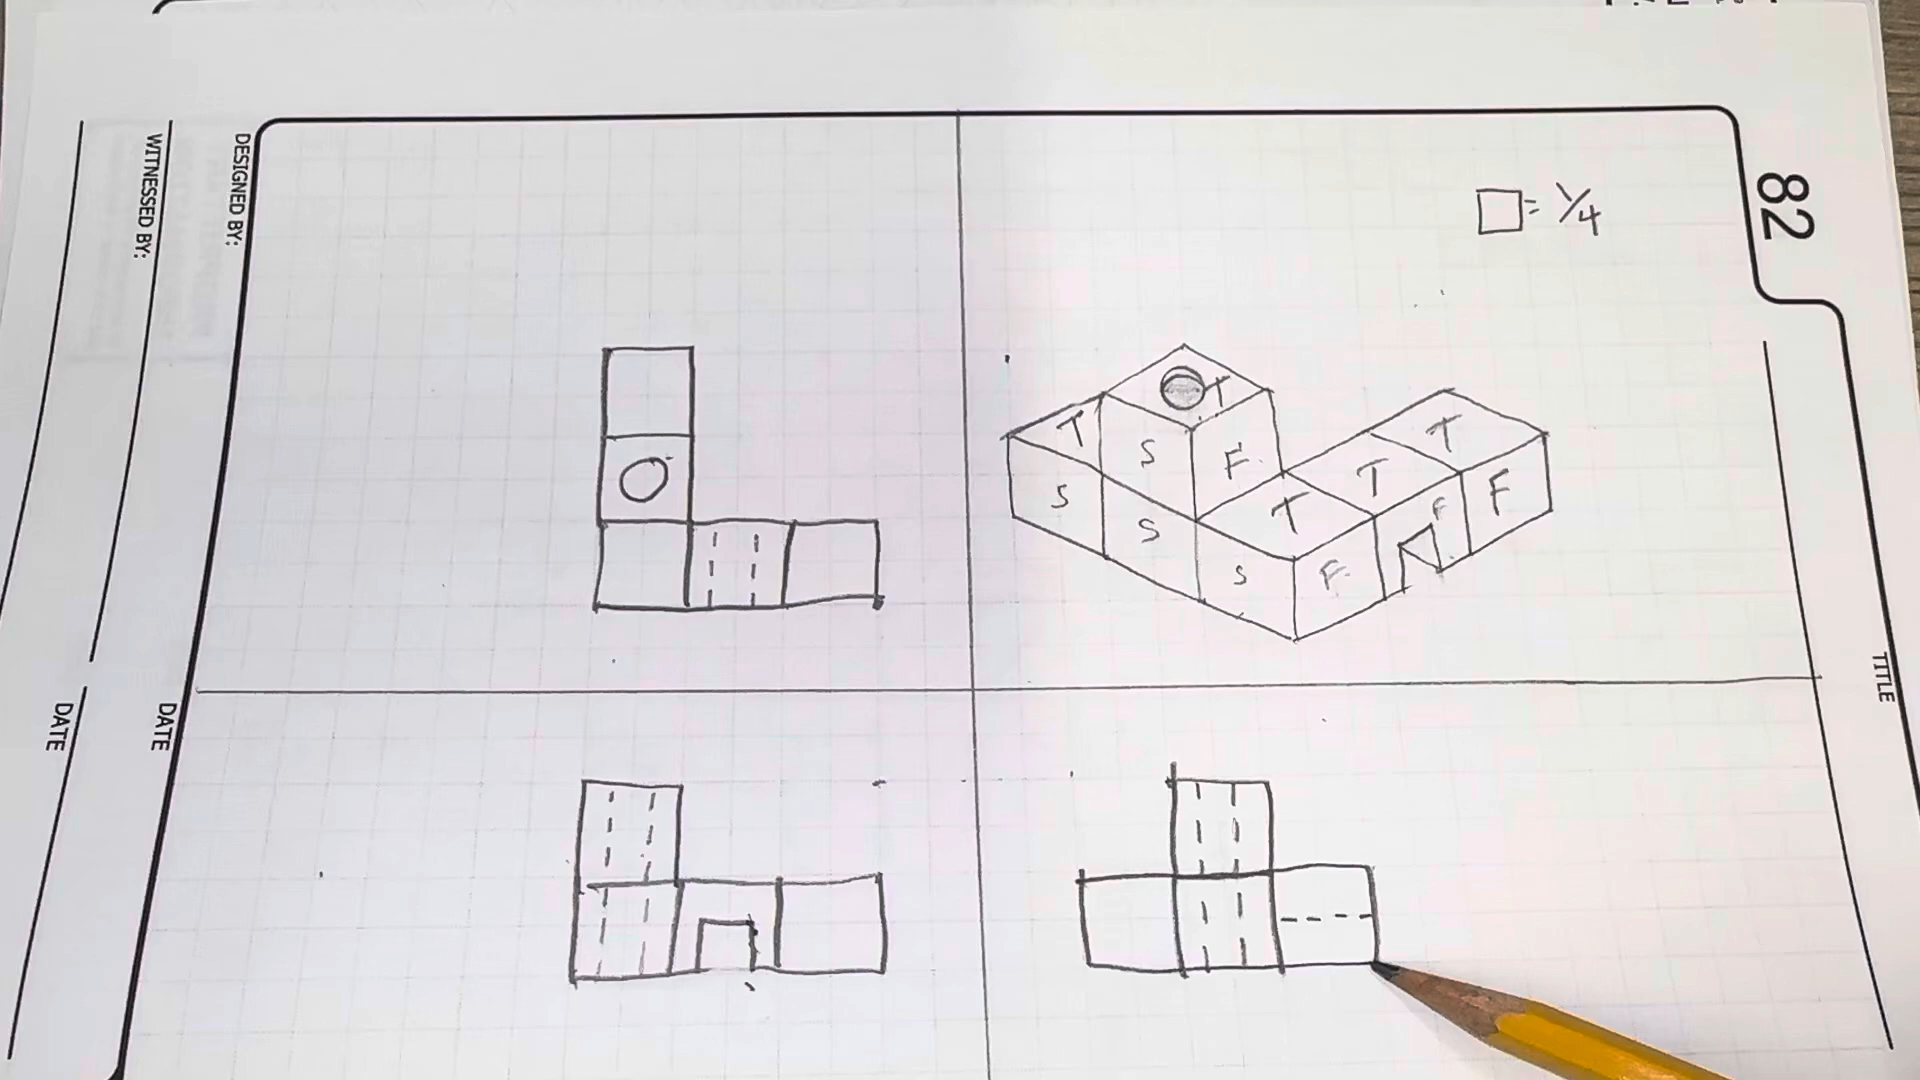 82
TITLE
DESIGNED BY:
WITNESSED BY:
DATE
DATE
= 1/4
T
T
T
T
T
S
F
S
S
S
F
F
F